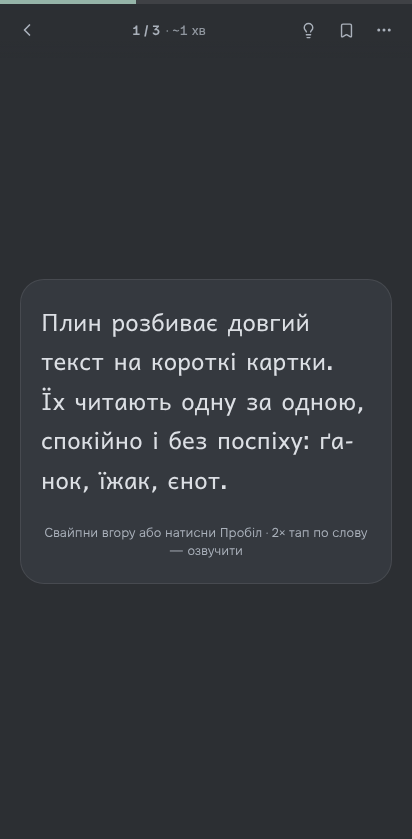 1 / 3 · ~1 хв
Плин розбиває довгий
текст на короткі картки.
Їх читають одну за одною,
спокійно і без поспіху: ґа-
нок, їжак, єнот.
Свайпни вгору або натисни Пробіл · 2× тап по слову
— озвучити